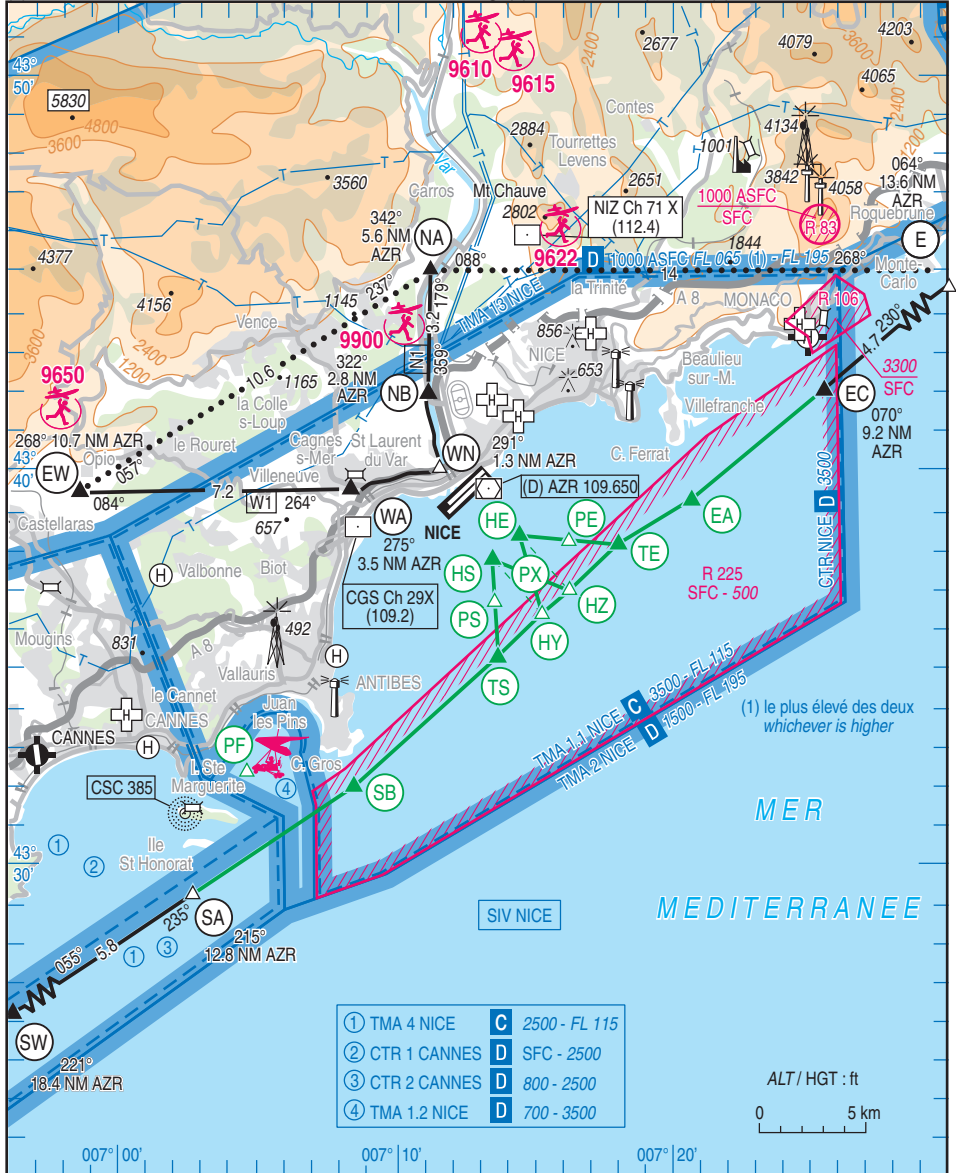 9610
9615
2400
2677
4079
3600
4203
43°
50'
5830
4800
3600
3600
Var
2884
Contes
Tourrettes
Levens
4134
1001
4065
2400
1200
3560
Carros
Mt Chauve
2802
2651
3842
4058
064°
13.6 NM
AZR
342°
5.6 NM
AZR
NA
NIZ Ch 71 X
(112.4)
1000 ASFC
SFC
R 83
Roquebrune
E
4377
088°
9622
D
1000 ASFC FL 065 (1) - FL 195
1844
268°
14
4156
237°
1145
Vence
179°
3.2
359°
TMA 13 NICE
la Trinité
A 8
MONACO
R 106
Monte-
Carlo
3600
2400
1200
9900
322°
2.8 NM
AZR
N1
856
NICE
653
Beaulieu
sur -M.
Villefranche
4.7
230°
3300
SFC
9650
10.6
1165
la Colle
s-Loup
NB
EC
070°
9.2 NM
AZR
268° 10.7 NM AZR
Opio
057°
le Rouret
Cagnes
s-Mer
St Laurent
du Var
WN
291°
1.3 NM AZR
C. Ferrat
43°
40'
EW
084°
7.2
Villeneuve
W1
264°
(D) AZR 109.650
Castellaras
657
WA
275°
3.5 NM AZR
NICE
HE
PE
EA
TE
CTR NICE D - 3500
H
Valbonne
Biot
CGS Ch 29X
(109.2)
HS
PX
HZ
R 225
SFC - 500
PS
HY
Mougins
831
A 8
492
H
Vallauris
TS
le Cannet
CANNES
Juan
les Pins
ANTIBES
TMA 1.1 NICE C 3500 - FL 115
TMA 2 NICE D 1500 - FL 195
(1) le plus élevé des deux
whichever is higher
CANNES
H
PF
I. Ste
Marguerite
C. Gros
4
SB
CSC 385
MER
1
2
Ile
St Honorat
43°
30'
SA
235°
215°
12.8 NM AZR
SIV NICE
MEDITERRANEE
055°
5.8
1
3
SW
221°
18.4 NM AZR
1 TMA 4 NICE C 2500 - FL 115
2 CTR 1 CANNES D SFC - 2500
3 CTR 2 CANNES D 800 - 2500
4 TMA 1.2 NICE D 700 - 3500
ALT / HGT : ft
0 5 km
007° 00'
007° 10'
007° 20'